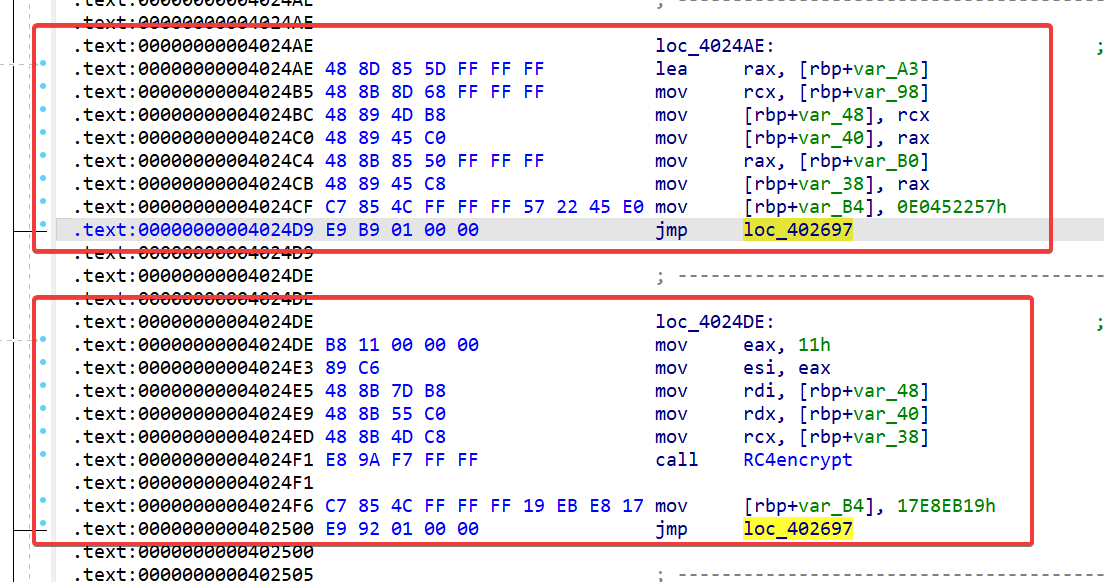 .text:00000000004024AE ; ---------------------------------------
.text:00000000004024AE
.text:00000000004024AE loc_4024AE: ;
.text:00000000004024AE 48 8D 85 5D FF FF FF lea rax, [rbp+var_A3]
.text:00000000004024B5 48 8B 8D 68 FF FF FF mov rcx, [rbp+var_98]
.text:00000000004024BC 48 89 4D B8 mov [rbp+var_48], rcx
.text:00000000004024C0 48 89 45 C0 mov [rbp+var_40], rax
.text:00000000004024C4 48 8B 85 50 FF FF FF mov rax, [rbp+var_B0]
.text:00000000004024CB 48 89 45 C8 mov [rbp+var_38], rax
.text:00000000004024CF C7 85 4C FF FF FF 57 22 45 E0 mov [rbp+var_B4], 0E0452257h
.text:00000000004024D9 E9 B9 01 00 00 jmp loc_402697
.text:00000000004024D9
.text:00000000004024DE ; ---------------------------------------
.text:00000000004024DE
.text:00000000004024DE loc_4024DE: ;
.text:00000000004024DE B8 11 00 00 00 mov eax, 11h
.text:00000000004024E3 89 C6 mov esi, eax
.text:00000000004024E5 48 8B 7D B8 mov rdi, [rbp+var_48]
.text:00000000004024E9 48 8B 55 C0 mov rdx, [rbp+var_40]
.text:00000000004024ED 48 8B 4D C8 mov rcx, [rbp+var_38]
.text:00000000004024F1 E8 9A F7 FF FF call RC4encrypt
.text:00000000004024F1
.text:00000000004024F6 C7 85 4C FF FF FF 19 EB E8 17 mov [rbp+var_B4], 17E8EB19h
.text:0000000000402500 E9 92 01 00 00 jmp loc_402697
.text:0000000000402500
.text:0000000000402505 ; ---------------------------------------